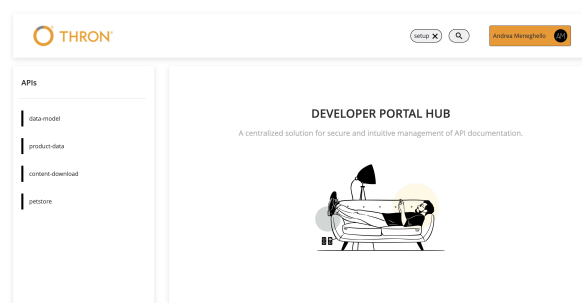 THRON
setup
Andrea Meneghello
AM
APIs
data-model
product-data
content-download
petstore
DEVELOPER PORTAL HUB
A centralized solution for secure and intuitive management of API documentation.